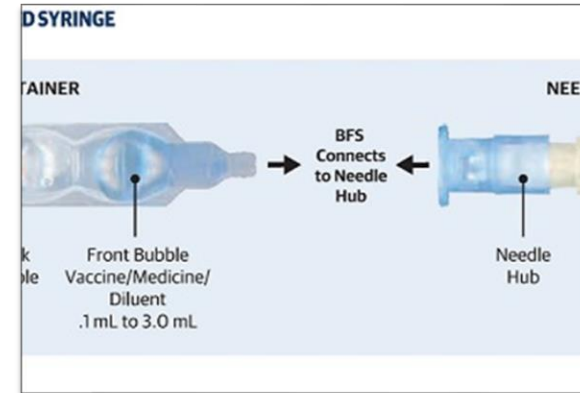 D SYRINGE
TAINER
NEE
BFS
Connects
to Needle
Hub
k
le
Front Bubble
Vaccine/Medicine/
Diluent
.1 mL to 3.0 mL
Needle
Hub